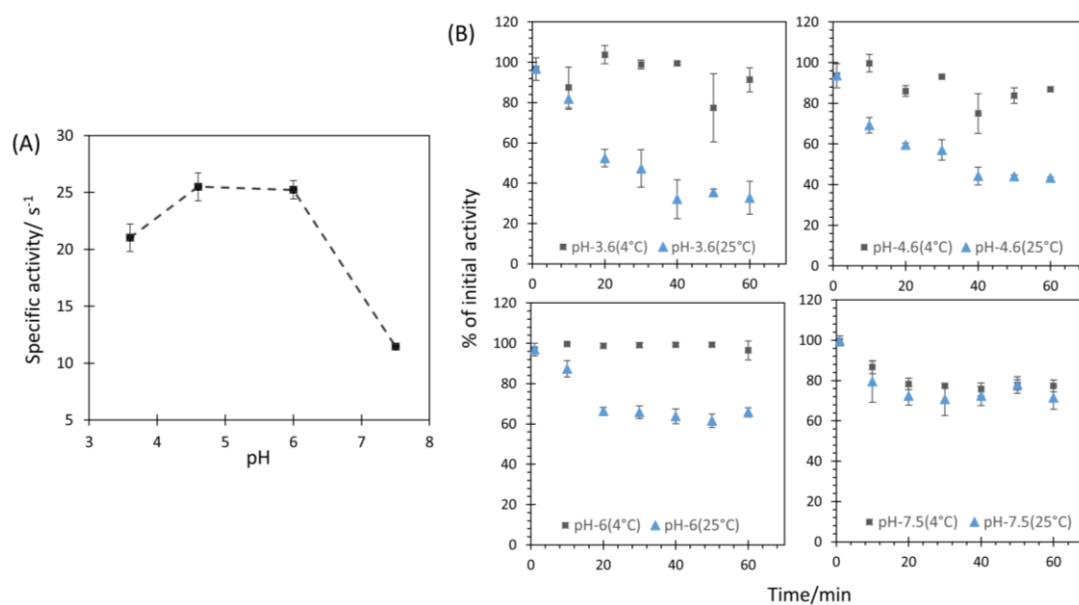 (A)
Specific activity/ s⁻¹
30
25
20
15
10
5
3 4 5 6 7 8
pH
(B)
% of initial activity
120
100
80
60
40
20
0
0 20 40 60
pH-3.6(4°C) pH-3.6(25°C)
120
100
80
60
40
20
0
0 20 40 60
pH-4.6(4°C) pH-4.6(25°C)
120
100
80
60
40
20
0
0 20 40 60
pH-6(4°C) pH-6(25°C)
120
100
80
60
40
20
0
0 20 40 60
pH-7.5(4°C) pH-7.5(25°C)
Time/min